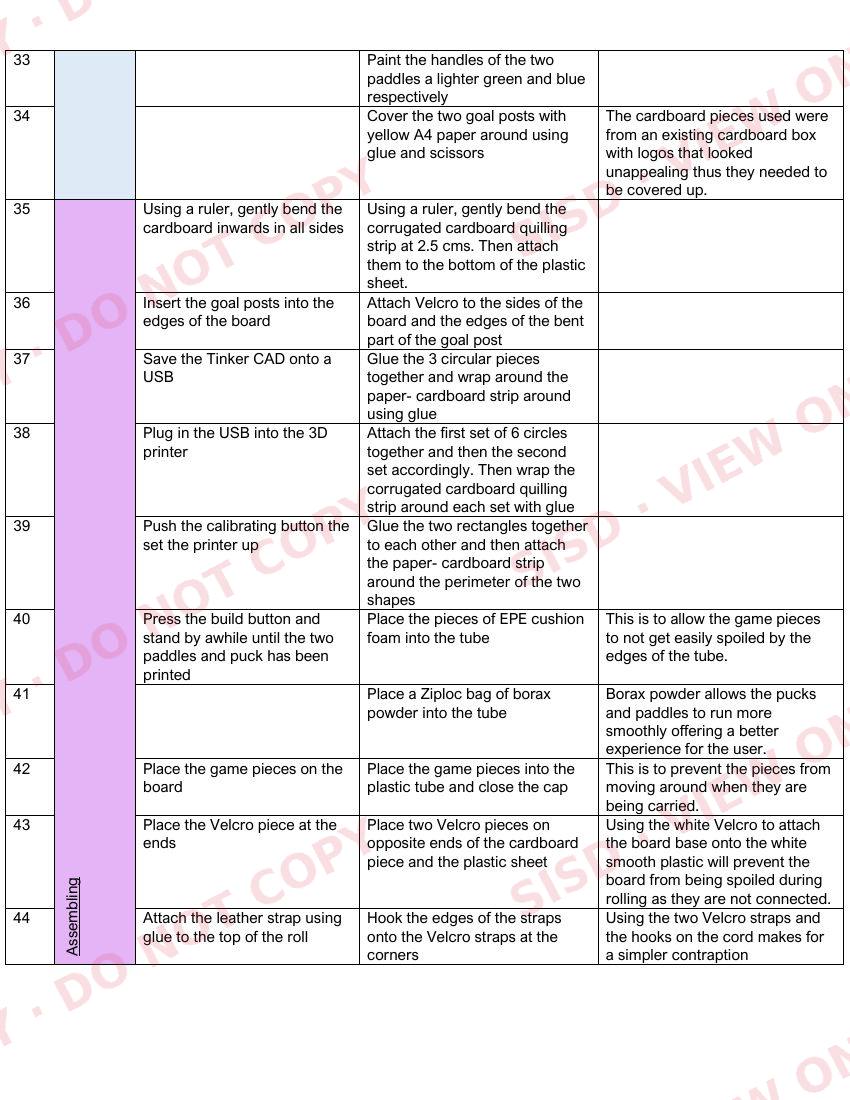 33
Paint the handles of the two
paddles a lighter green and blue
respectively
34
Cover the two goal posts with
yellow A4 paper around using
glue and scissors
The cardboard pieces used were
from an existing cardboard box
with logos that looked
unappealing thus they needed to
be covered up.
35
Using a ruler, gently bend the
cardboard inwards in all sides
Using a ruler, gently bend the
corrugated cardboard quilling
strip at 2.5 cms. Then attach
them to the bottom of the plastic
sheet.
36
Insert the goal posts into the
edges of the board
Attach Velcro to the sides of the
board and the edges of the bent
part of the goal post
37
Save the Tinker CAD onto a
USB
Glue the 3 circular pieces
together and wrap around the
paper- cardboard strip around
using glue
38
Plug in the USB into the 3D
printer
Attach the first set of 6 circles
together and then the second
set accordingly. Then wrap the
corrugated cardboard quilling
strip around each set with glue
39
Push the calibrating button the
set the printer up
Glue the two rectangles together
to each other and then attach
the paper- cardboard strip
around the perimeter of the two
shapes
40
Press the build button and
stand by awhile until the two
paddles and puck has been
printed
Place the pieces of EPE cushion
foam into the tube
This is to allow the game pieces
to not get easily spoiled by the
edges of the tube.
41
Place a Ziploc bag of borax
powder into the tube
Borax powder allows the pucks
and paddles to run more
smoothly offering a better
experience for the user.
42
Place the game pieces on the
board
Place the game pieces into the
plastic tube and close the cap
This is to prevent the pieces from
moving around when they are
being carried.
43
Place the Velcro piece at the
ends
Place two Velcro pieces on
opposite ends of the cardboard
piece and the plastic sheet
Using the white Velcro to attach
the board base onto the white
smooth plastic will prevent the
board from being spoiled during
rolling as they are not connected.
Assembling
44
Attach the leather strap using
glue to the top of the roll
Hook the edges of the straps
onto the Velcro straps at the
corners
Using the two Velcro straps and
the hooks on the cord makes for
a simpler contraption
Y · DO NOT COPY
SISD · VIEW ON
Y · DO NOT COPY
SISD · VIEW ON
Y · DO NOT COPY
SISD · VIEW ON
VIEW ON